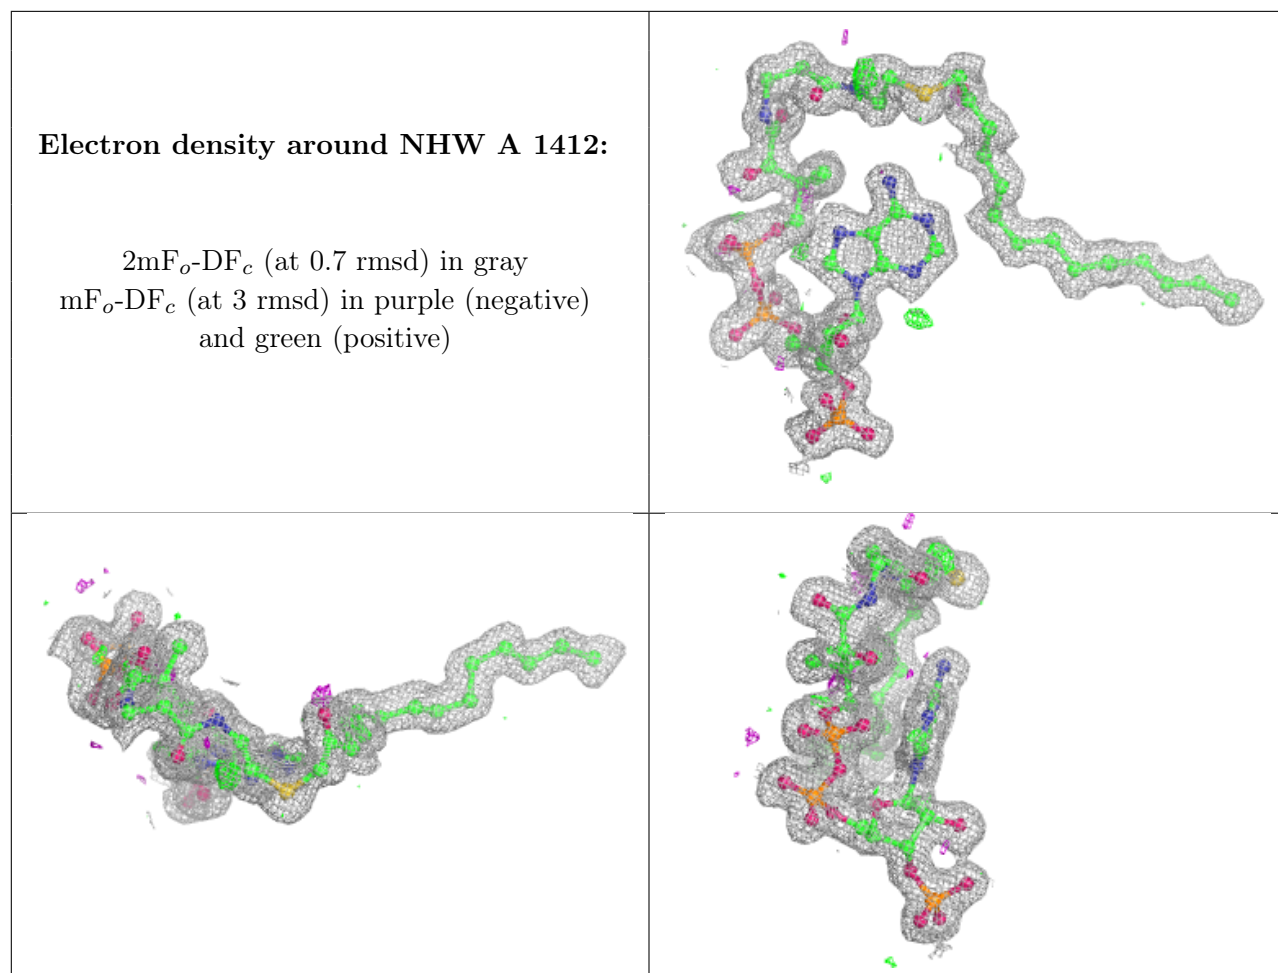 Electron density around NHW A 1412:
2mFo-DFc (at 0.7 rmsd) in gray
mFo-DFc (at 3 rmsd) in purple (negative)
and green (positive)